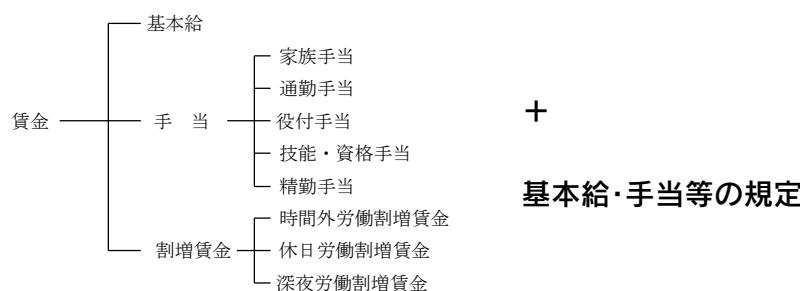 基本給
家族手当
通勤手当
賃金
手　当
役付手当
技能・資格手当
精勤手当
時間外労働割増賃金
割増賃金
休日労働割増賃金
深夜労働割増賃金
＋
基本給･手当等の規定